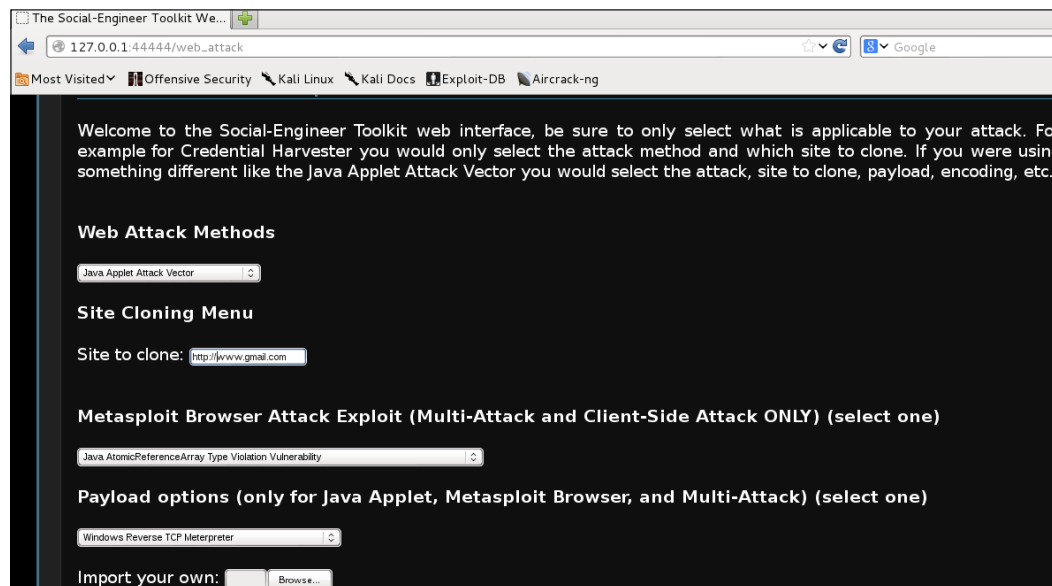 The Social-Engineer Toolkit We...
127.0.0.1:44444/web_attack
8 Google
Most Visited Offensive Security Kali Linux Kali Docs Exploit-DB Aircrack-ng
Welcome to the Social-Engineer Toolkit web interface, be sure to only select what is applicable to your attack. Fo
example for Credential Harvester you would only select the attack method and which site to clone. If you were usin
something different like the Java Applet Attack Vector you would select the attack, site to clone, payload, encoding, etc.
Web Attack Methods
Java Applet Attack Vector
Site Cloning Menu
Site to clone: http://www.gmail.com
Metasploit Browser Attack Exploit (Multi-Attack and Client-Side Attack ONLY) (select one)
Java AtomicReferenceArray Type Violation Vulnerability
Payload options (only for Java Applet, Metasploit Browser, and Multi-Attack) (select one)
Windows Reverse TCP Meterpreter
Import your own: Browse...